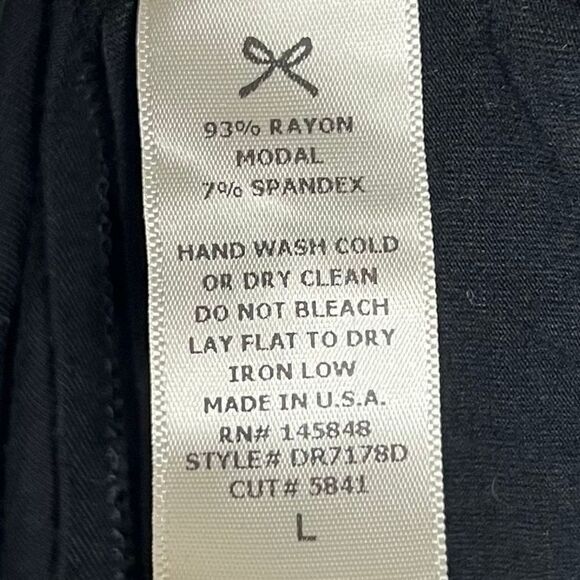 93% RAYON
MODAL
7% SPANDEX
HAND WASH COLD
OR DRY CLEAN
DO NOT BLEACH
LAY FLAT TO DRY
IRON LOW
MADE IN U.S.A.
RN# 145848
STYLE# DR7178D
CUT# 5841
L